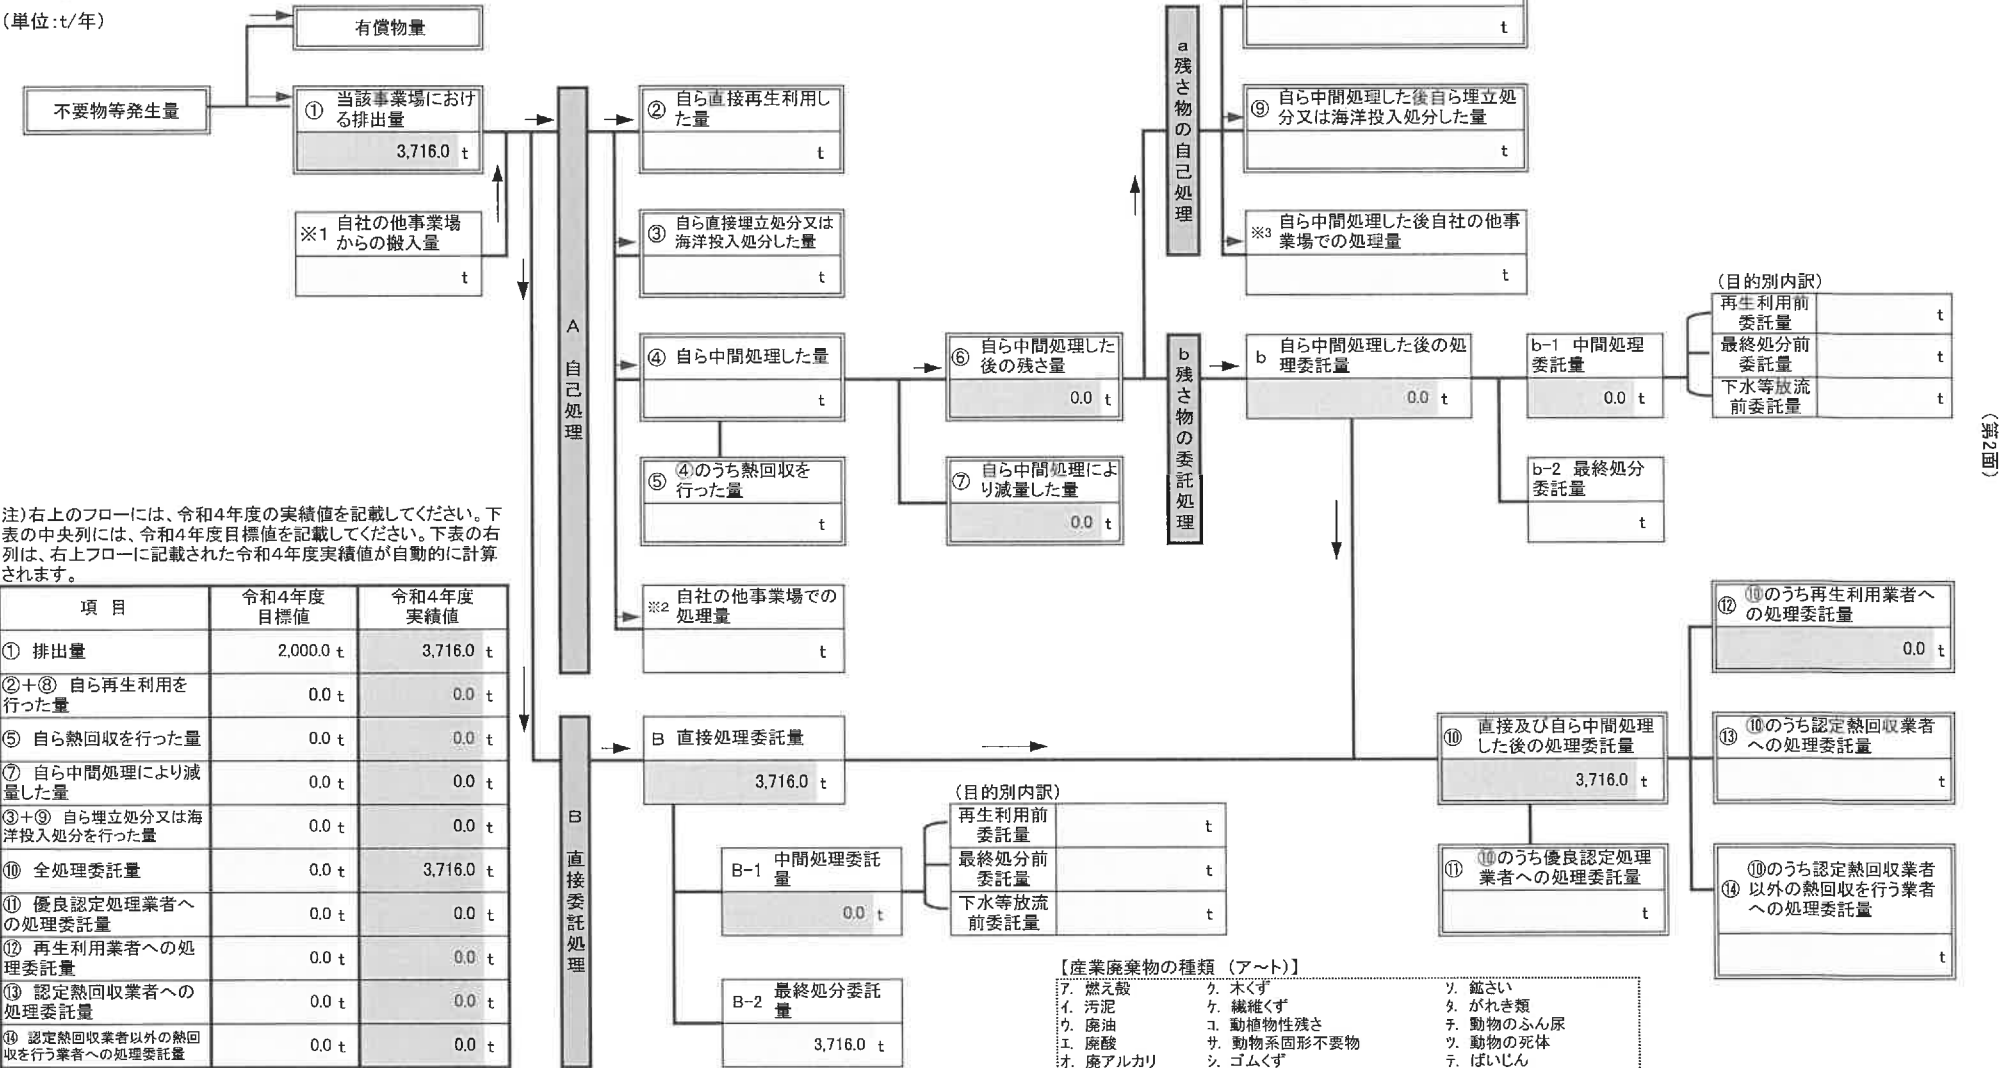 (単位:t/年)
有償物量
不要物等発生量
① 当該事業場におけ
る排出量
3,716.0 t
※1 自社の他事業場
からの搬入量
t
A 自己処理
② 自ら直接再生利用し
た量
t
③ 自ら直接埋立処分又は
海洋投入処分した量
t
④ 自ら中間処理した量
t
⑤ ④のうち熱回収を
行った量
t
※2 自社の他事業場での
処理量
t
⑥ 自ら中間処理した
後の残さ量
0.0 t
⑦ 自ら中間処理によ
り減量した量
0.0 t
a 残さ物の自己処理
t
⑨ 自ら中間処理した後自ら埋立処
分又は海洋投入処分した量
t
※3 自ら中間処理した後自社の他事
業場での処理量
t
b 残さ物の委託処理
b 自ら中間処理した後の処
理委託量
0.0 t
b-1 中間処理
委託量
0.0 t
(目的別内訳)
再生利用前
委託量
t
最終処分前
委託量
t
下水等放流
前委託量
t
b-2 最終処分
委託量
t
(第2面)
注)右上のフローには、令和4年度の実績値を記載してください。下
表の中央列には、令和4年度目標値を記載してください。下表の右
列は、右上フローに記載された令和4年度実績値が自動的に計算
されます。
項 目 令和4年度
目標値 令和4年度
実績値
① 排出量 2,000.0 t 3,716.0 t
②+⑧ 自ら再生利用を
行った量 0.0 t 0.0 t
⑤ 自ら熱回収を行った量 0.0 t 0.0 t
⑦ 自ら中間処理により減
量した量 0.0 t 0.0 t
③+⑨ 自ら埋立処分又は海
洋投入処分を行った量 0.0 t 0.0 t
⑩ 全処理委託量 0.0 t 3,716.0 t
⑪ 優良認定処理業者へ
の処理委託量 0.0 t 0.0 t
⑫ 再生利用業者への処
理委託量 0.0 t 0.0 t
⑬ 認定熱回収業者への
処理委託量 0.0 t 0.0 t
⑭ 認定熱回収業者以外の熱回
収を行う業者への処理委託量 0.0 t 0.0 t
B 直接委託処理
B 直接処理委託量
3,716.0 t
B-1 中間処理委託
量
0.0 t
(目的別内訳)
再生利用前
委託量
t
最終処分前
委託量
t
下水等放流
前委託量
t
B-2 最終処分委託
量
3,716.0 t
⑩ 直接及び自ら中間処理
した後の処理委託量
3,716.0 t
⑪ ⑩のうち優良認定処理
業者への処理委託量
t
⑫ ⑩のうち再生利用業者へ
の処理委託量
0.0 t
⑬ ⑩のうち認定熱回収業者
への処理委託量
t
⑭ ⑩のうち認定熱回収業者
以外の熱回収を行う業者
への処理委託量
t
【産業廃棄物の種類 (ア~ト)】
ア. 燃え殻 ク. 木くず ソ. 鉱さい
イ. 汚泥 ケ. 繊維くず タ. がれき類
ウ. 廃油 コ. 動植物性残さ チ. 動物のふん尿
エ. 廃酸 サ. 動物系固形不要物 ツ. 動物の死体
オ. 廃アルカリ シ. ゴムくず テ. ばいじん